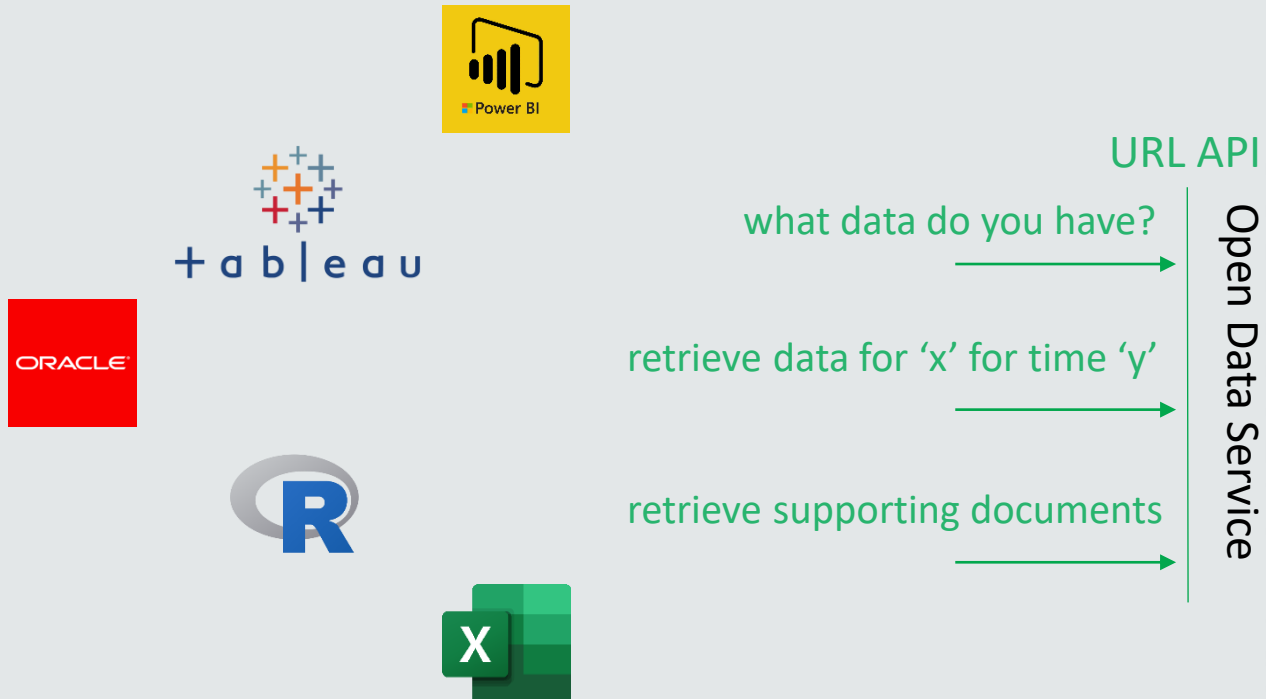 Power BI
+ a b | e a u
ORACLE
R
X
URL API
what data do you have?
retrieve data for ‘x’ for time ‘y’
retrieve supporting documents
Open Data Service